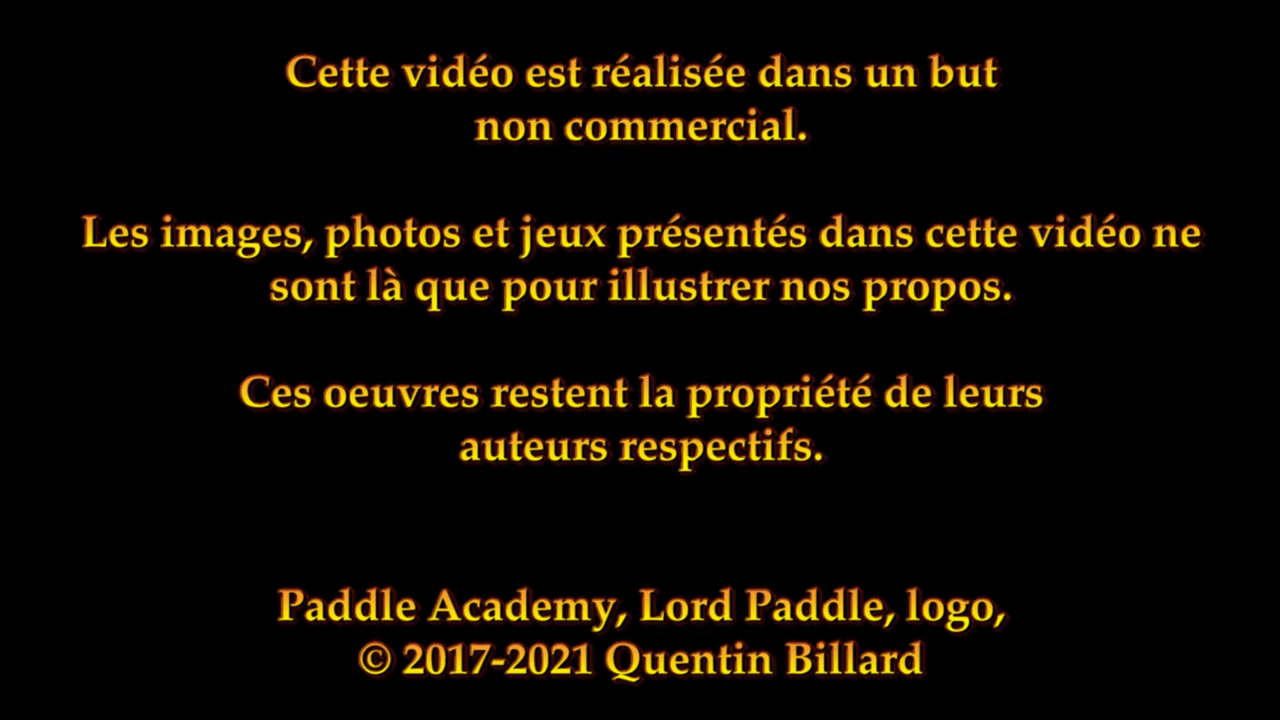 Cette vidéo est réalisée dans un but
non commercial.
Les images, photos et jeux présentés dans cette vidéo ne
sont là que pour illustrer nos propos.
Ces oeuvres restent la propriété de leurs
auteurs respectifs.
Paddle Academy, Lord Paddle, logo,
© 2017-2021 Quentin Billard